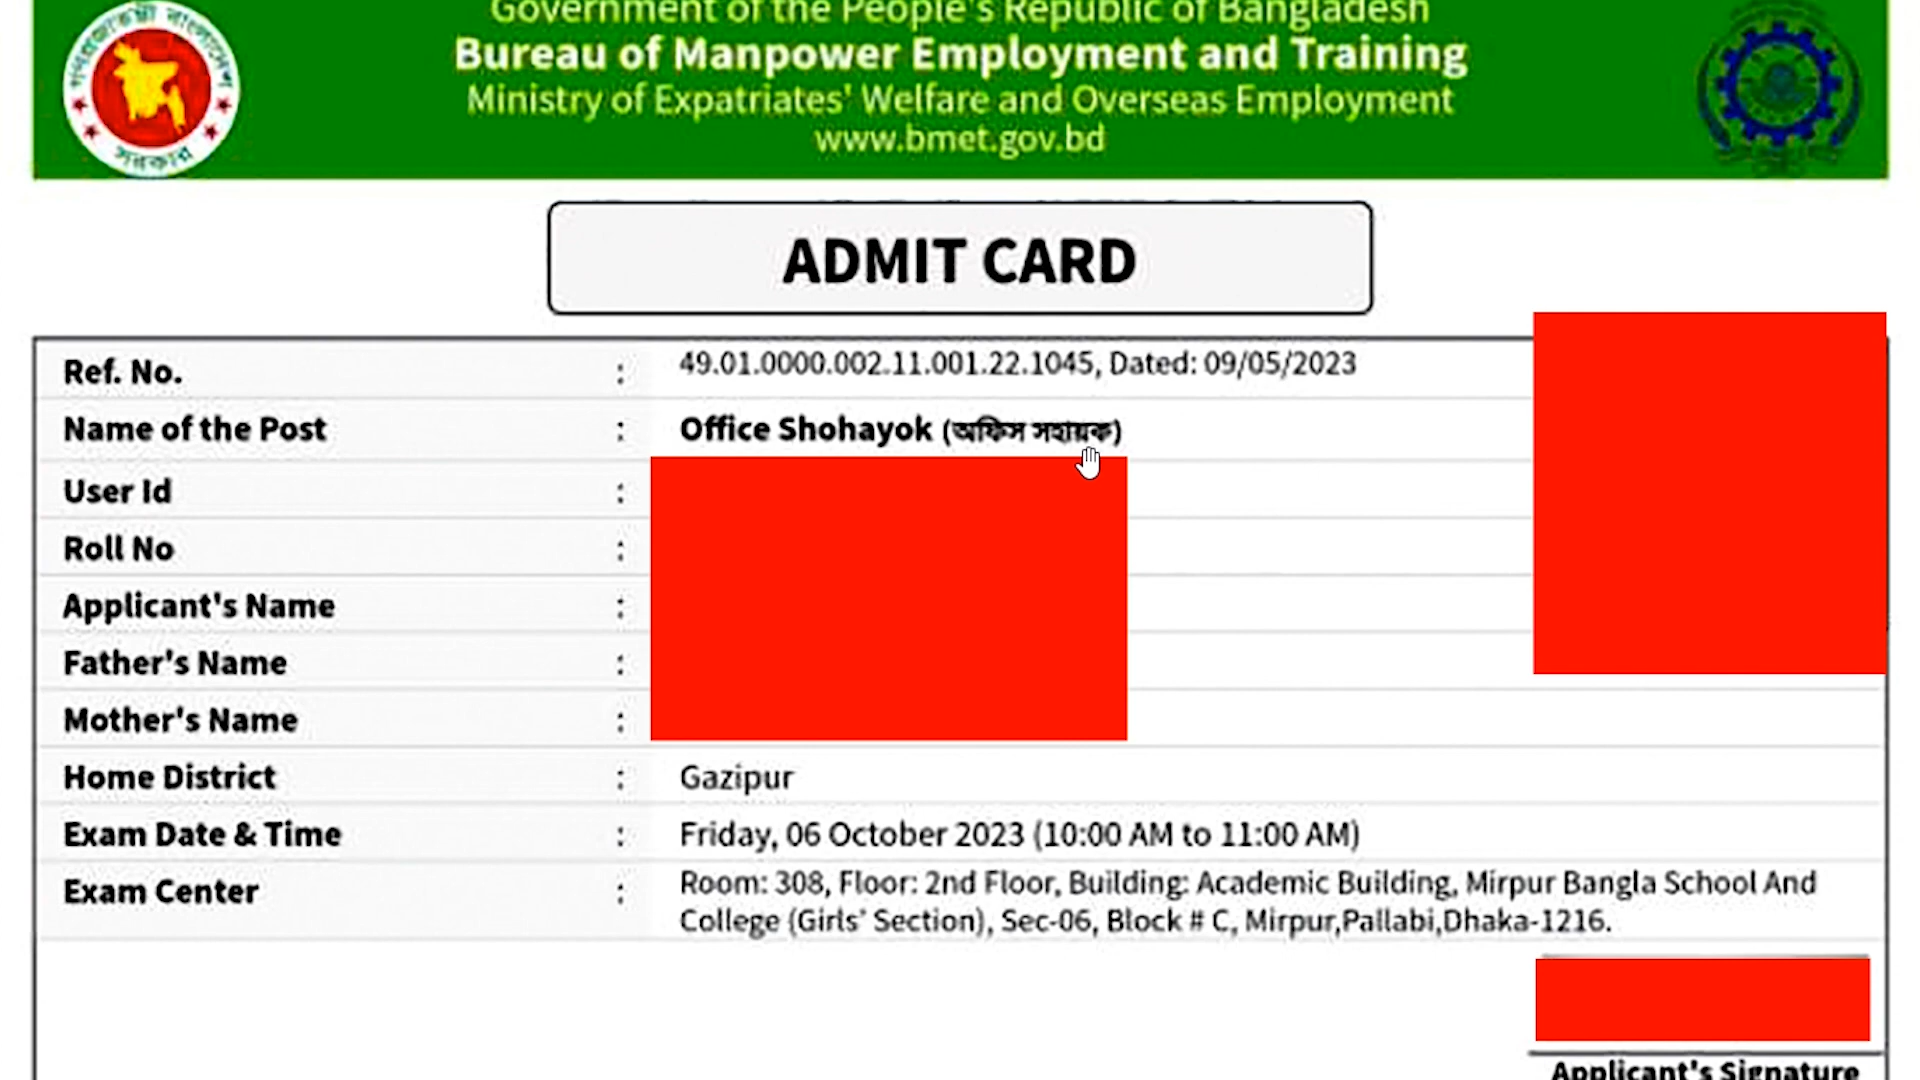 Government of the People's Republic of Bangladesh
Bureau of Manpower Employment and Training
Ministry of Expatriates' Welfare and Overseas Employment
www.bmet.gov.bd
গণপ্রজাতন্ত্রী বাংলাদেশ
সরকার
ADMIT CARD
Ref. No. : 49.01.0000.002.11.001.22.1045, Dated: 09/05/2023
Name of the Post : Office Shohayok (অফিস সহায়ক)
User Id :
Roll No :
Applicant's Name :
Father's Name :
Mother's Name :
Home District : Gazipur
Exam Date & Time : Friday, 06 October 2023 (10:00 AM to 11:00 AM)
Exam Center : Room: 308, Floor: 2nd Floor, Building: Academic Building, Mirpur Bangla School And
College (Girls' Section), Sec-06, Block # C, Mirpur,Pallabi,Dhaka-1216.
Applicant's Signature